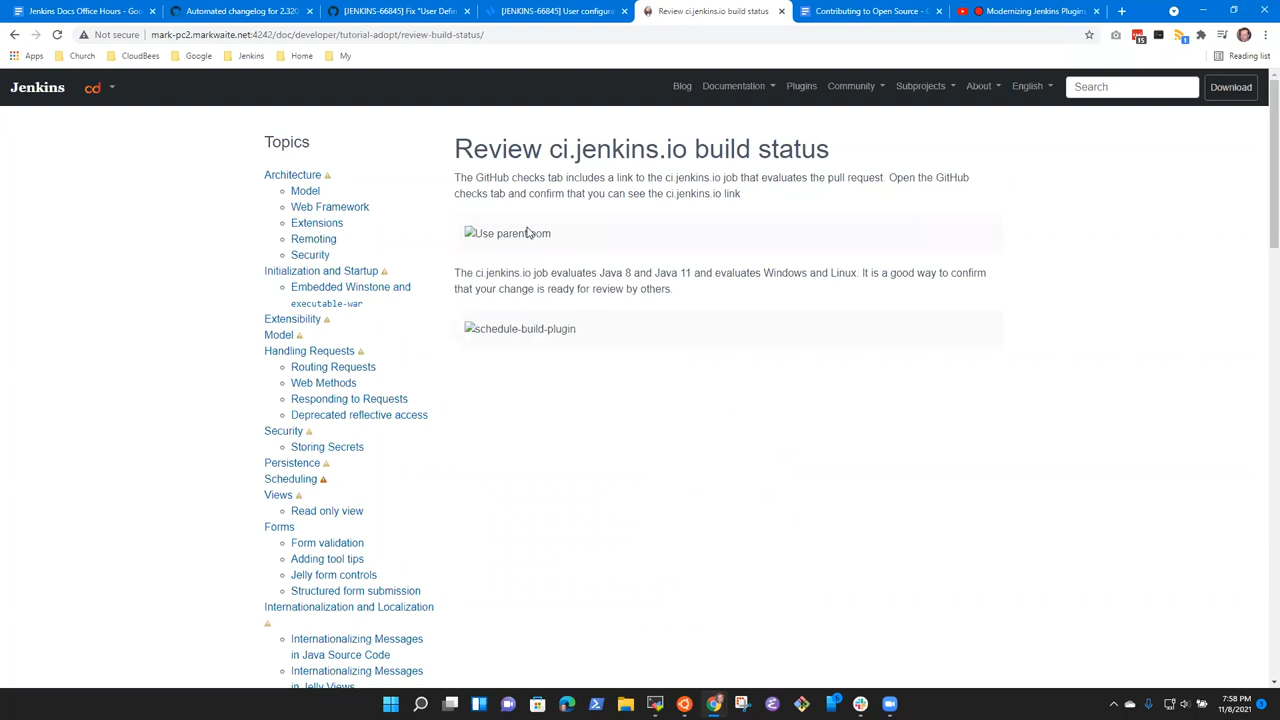 Jenkins Docs Office Hours - Goo
Automated changelog for 2.320
[JENKINS-66845] Fix "User Defin
[JENKINS-66845] User configura
Review ci.jenkins.io build status
Contributing to Open Source - G
Modernizing Jenkins Plugins
Not secure mark-pc2.markwaite.net:4242/doc/developer/tutorial-adopt/review-build-status/
15
1
Apps Church CloudBees Google Jenkins Home My Reading list
Jenkins cd Blog Documentation Plugins Community Subprojects About English Search Download
Topics
Architecture
Model
Web Framework
Extensions
Remoting
Security
Initialization and Startup
Embedded Winstone and
executable-war
Extensibility
Model
Handling Requests
Routing Requests
Web Methods
Responding to Requests
Deprecated reflective access
Security
Storing Secrets
Persistence
Scheduling
Views
Read only view
Forms
Form validation
Adding tool tips
Jelly form controls
Structured form submission
Internationalization and Localization
Internationalizing Messages
in Java Source Code
Internationalizing Messages
in Jelly Views
Review ci.jenkins.io build status
The GitHub checks tab includes a link to the ci.jenkins.io job that evaluates the pull request. Open the GitHub
checks tab and confirm that you can see the ci.jenkins.io link
Use parent pom
The ci.jenkins.io job evaluates Java 8 and Java 11 and evaluates Windows and Linux. It is a good way to confirm
that your change is ready for review by others.
schedule-build-plugin
7:58 PM
11/8/2021